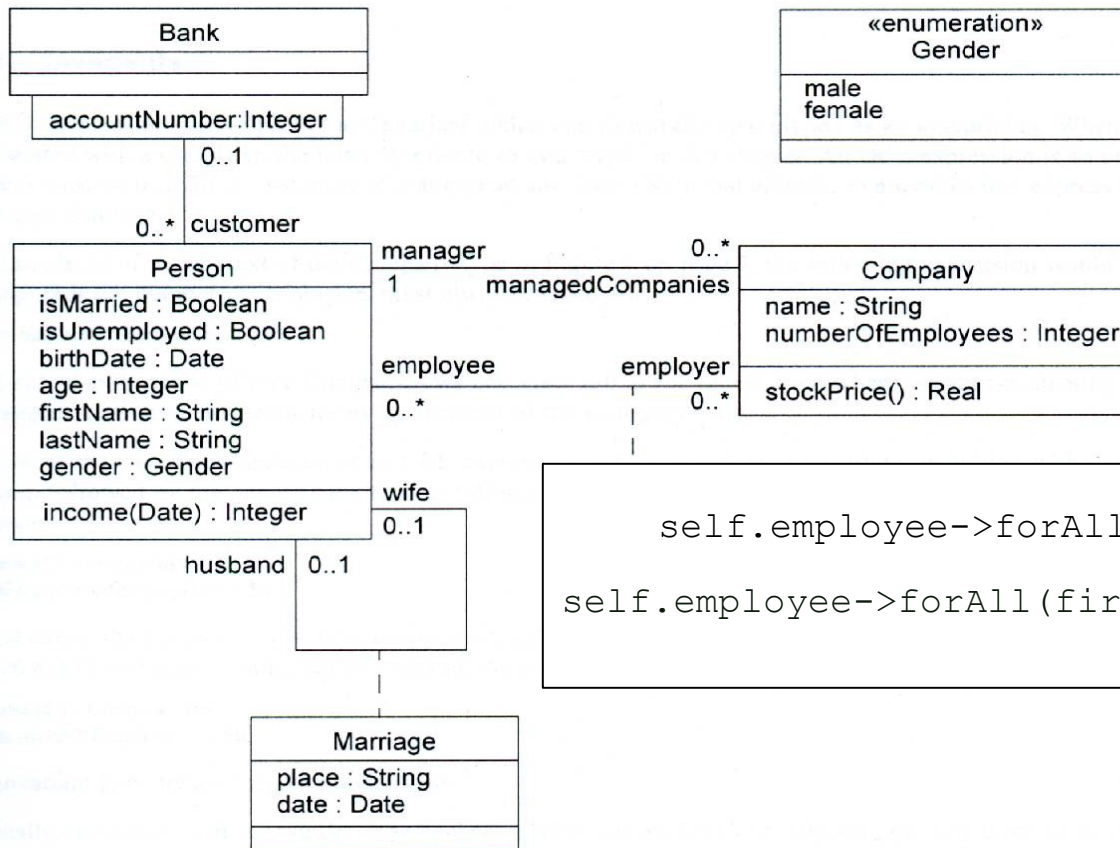 Bank
accountNumber:Integer
0..1
0..* customer
Person
isMarried : Boolean
isUnemployed : Boolean
birthDate : Date
age : Integer
firstName : String
lastName : String
gender : Gender
income(Date) : Integer
manager
1
0..*
managedCompanies
employee
0..*
employer
0..*
wife
0..1
husband 0..1
Marriage
place : String
date : Date
«enumeration»
Gender
male
female
Company
name : String
numberOfEmployees : Integer
stockPrice() : Real
self.employee->forAll
self.employee->forAll(fir